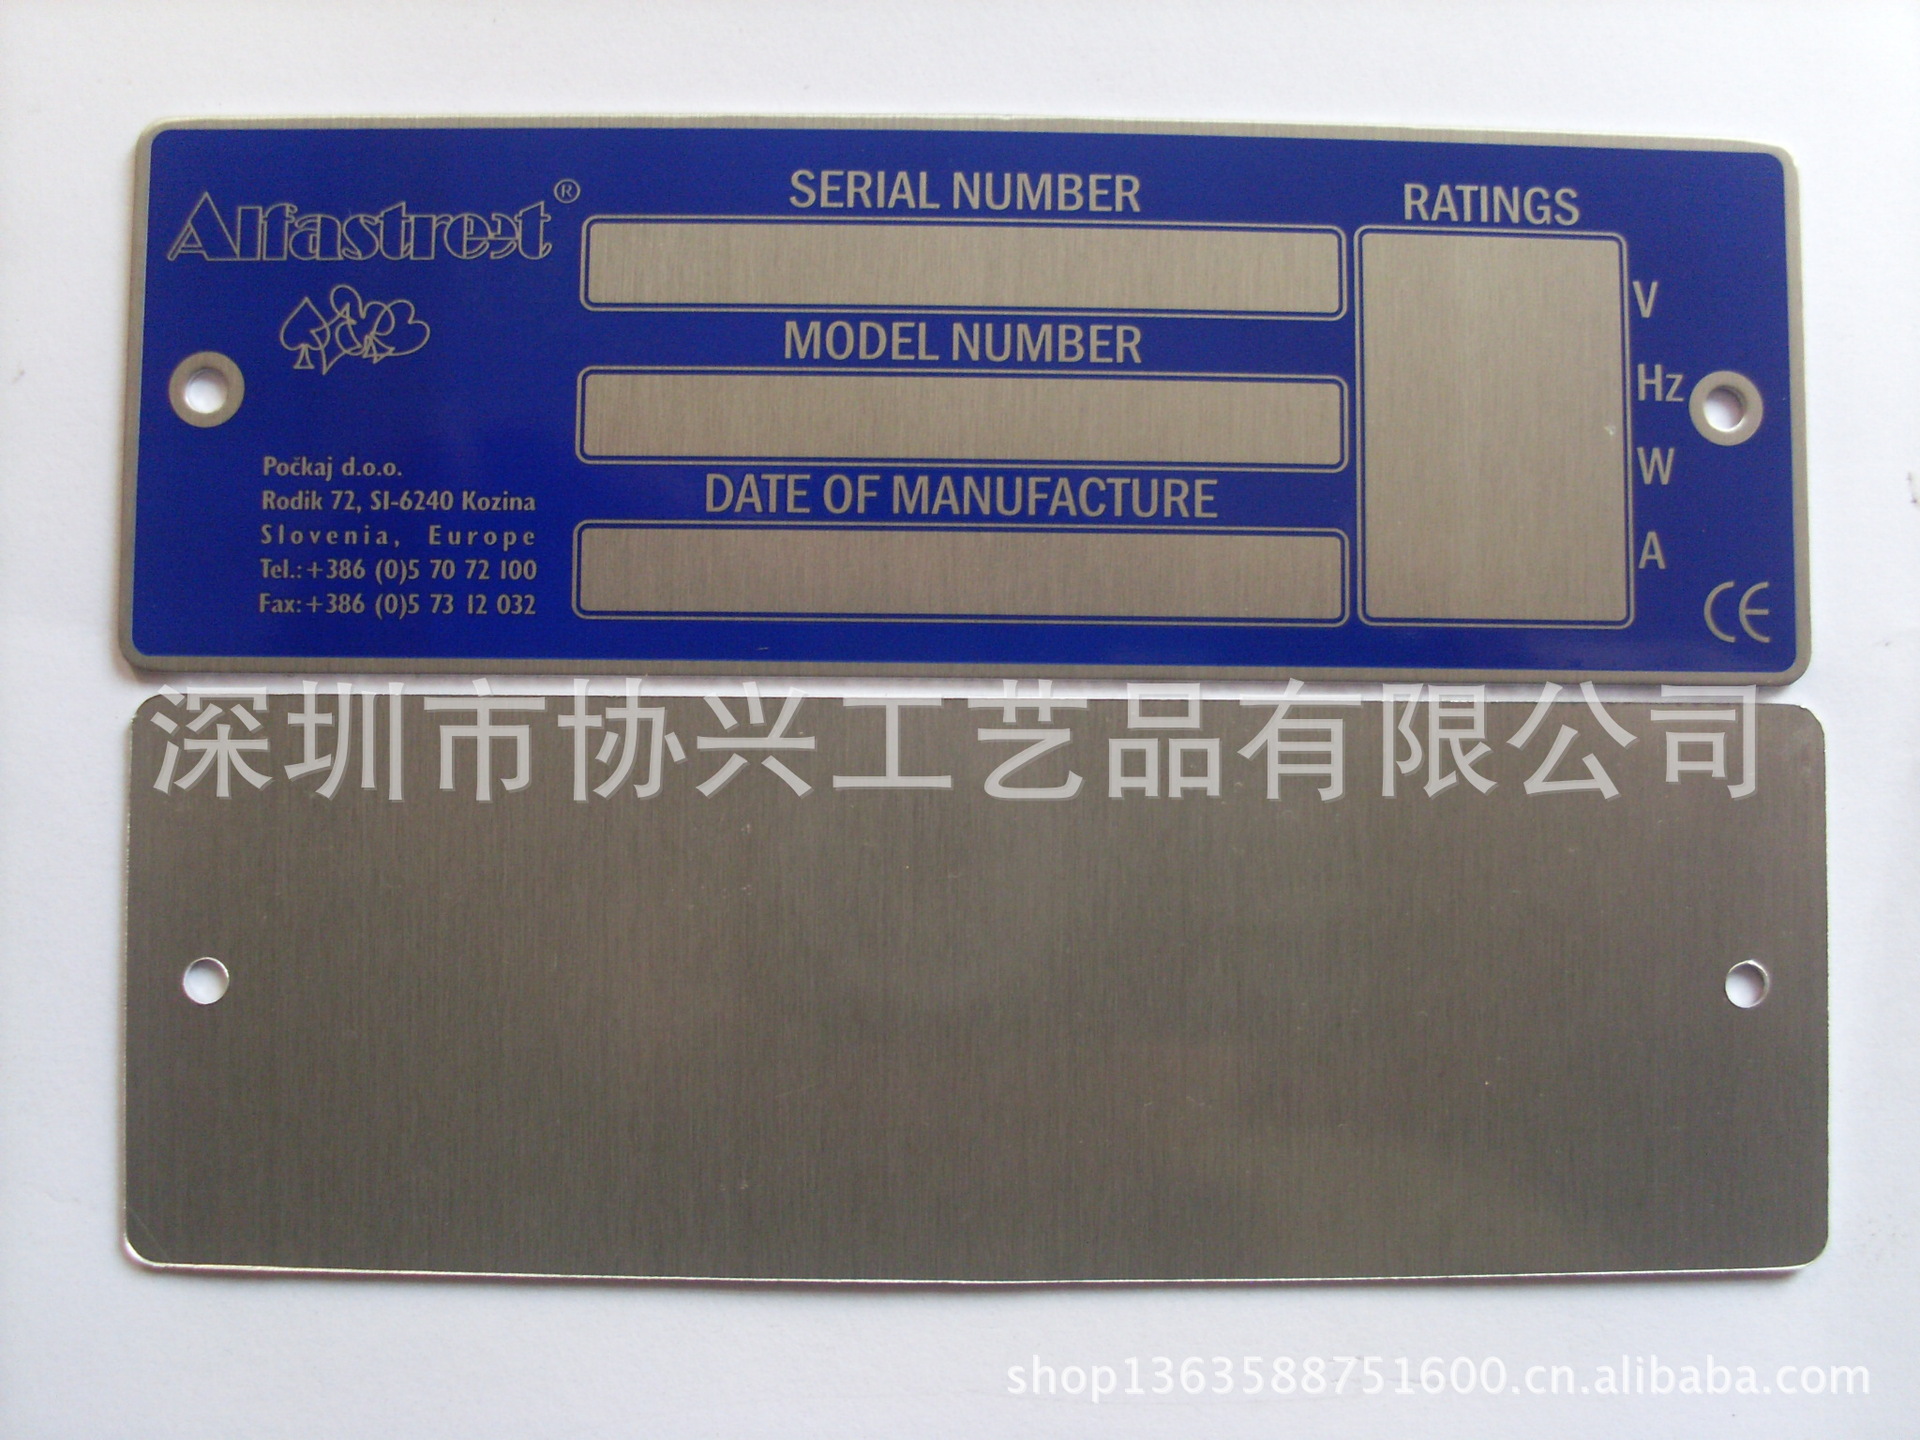 Alfastreet®
SERIAL NUMBER
RATINGS
V
MODEL NUMBER
Hz
W
DATE OF MANUFACTURE
A
Počkaj d.o.o.
Rodik 72, SI-6240 Kozina
Slovenia, Europe
Tel.:+386 (0)5 70 72 100
Fax:+386 (0)5 73 12 032
CE
深圳市协兴工艺品有限公司
shop1363588751600.cn.alibaba.com